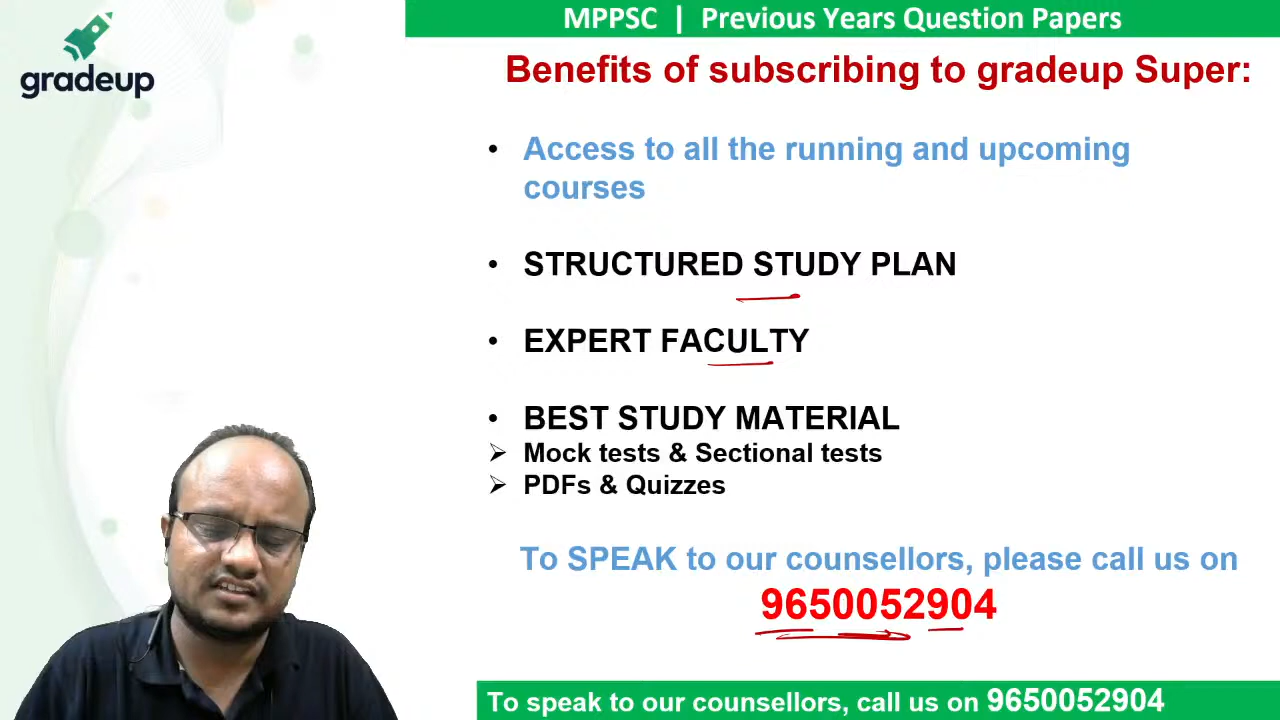 gradeup
MPPSC | Previous Years Question Papers
Benefits of subscribing to gradeup Super:
• Access to all the running and upcoming
courses
• STRUCTURED STUDY PLAN
• EXPERT FACULTY
• BEST STUDY MATERIAL
➢ Mock tests & Sectional tests
➢ PDFs & Quizzes
To SPEAK to our counsellors, please call us on
9650052904
To speak to our counsellors, call us on 9650052904